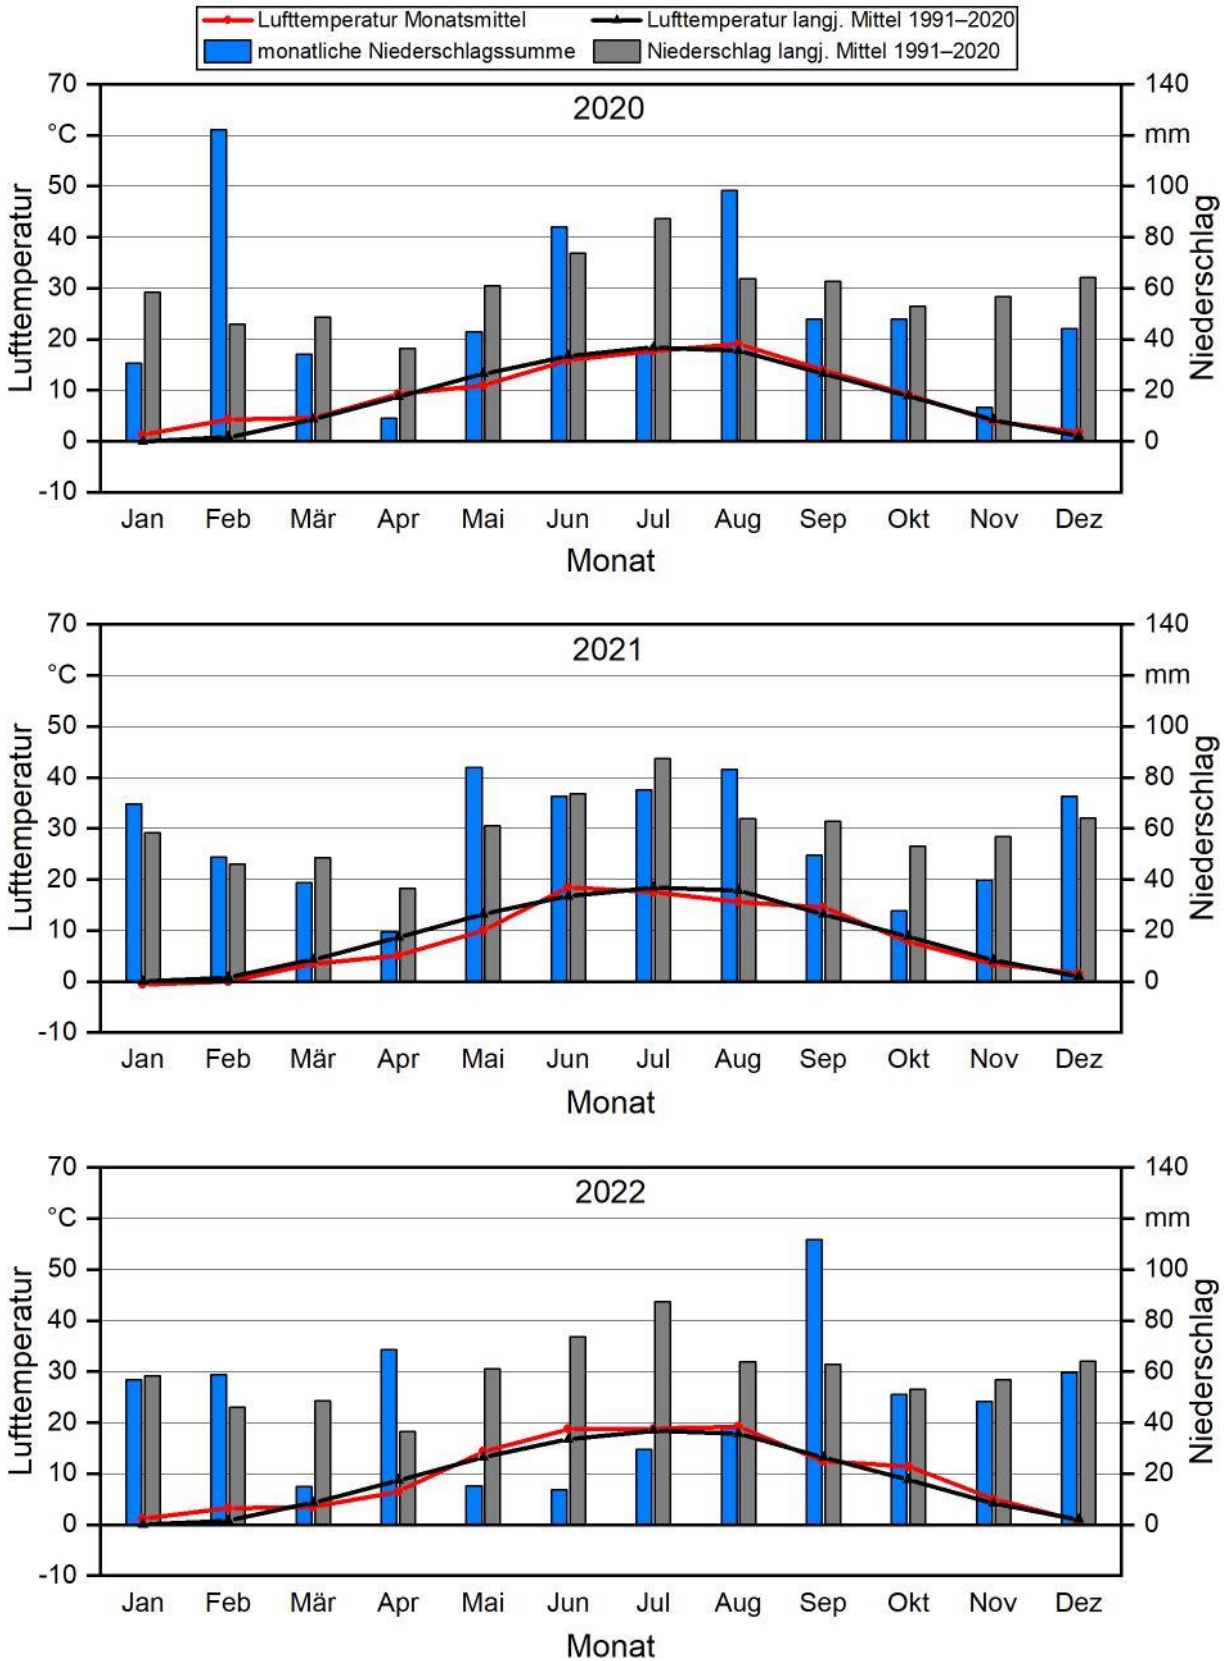 Lufttemperatur Monatsmittel Lufttemperatur langj. Mittel 1991–2020
monatliche Niederschlagssumme Niederschlag langj. Mittel 1991–2020
2020
Lufttemperatur
70
°C
50
40
30
20
10
0
-10
140
mm
100
80
60
40
20
0
Niederschlag
Jan Feb Mär Apr Mai Jun Jul Aug Sep Okt Nov Dez
Monat
2021
Lufttemperatur
70
°C
50
40
30
20
10
0
-10
140
mm
100
80
60
40
20
0
Niederschlag
Jan Feb Mär Apr Mai Jun Jul Aug Sep Okt Nov Dez
Monat
2022
Lufttemperatur
70
°C
50
40
30
20
10
0
-10
140
mm
100
80
60
40
20
0
Niederschlag
Jan Feb Mär Apr Mai Jun Jul Aug Sep Okt Nov Dez
Monat